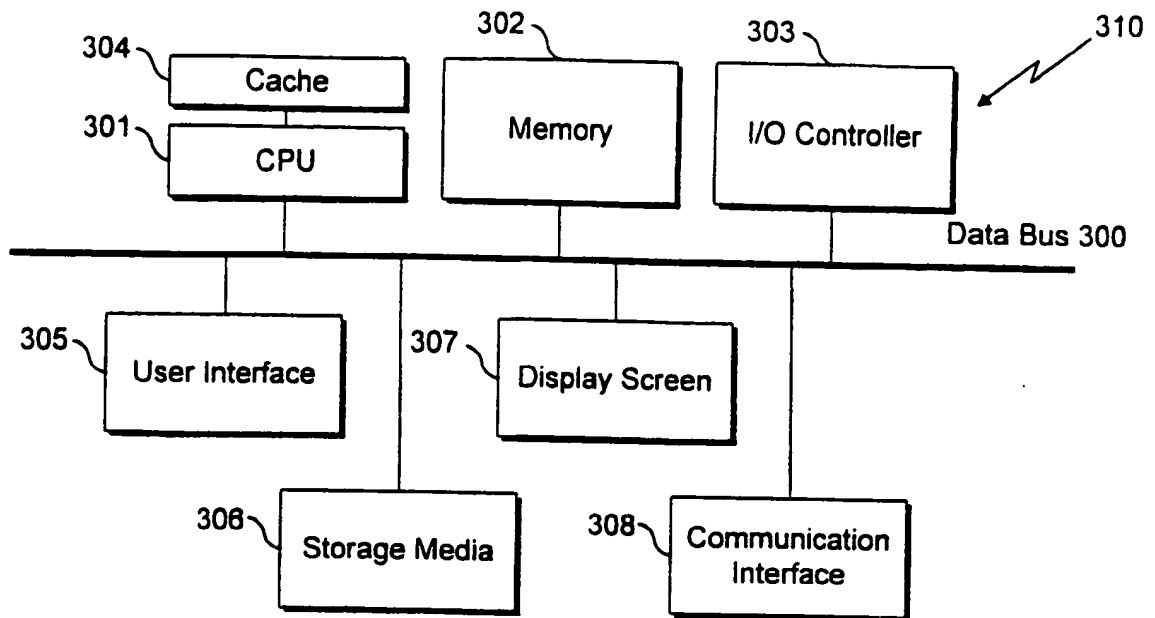 304
Cache
301
CPU
302
Memory
303
I/O Controller
310
Data Bus 300
305
User Interface
307
Display Screen
306
Storage Media
308
Communication
Interface